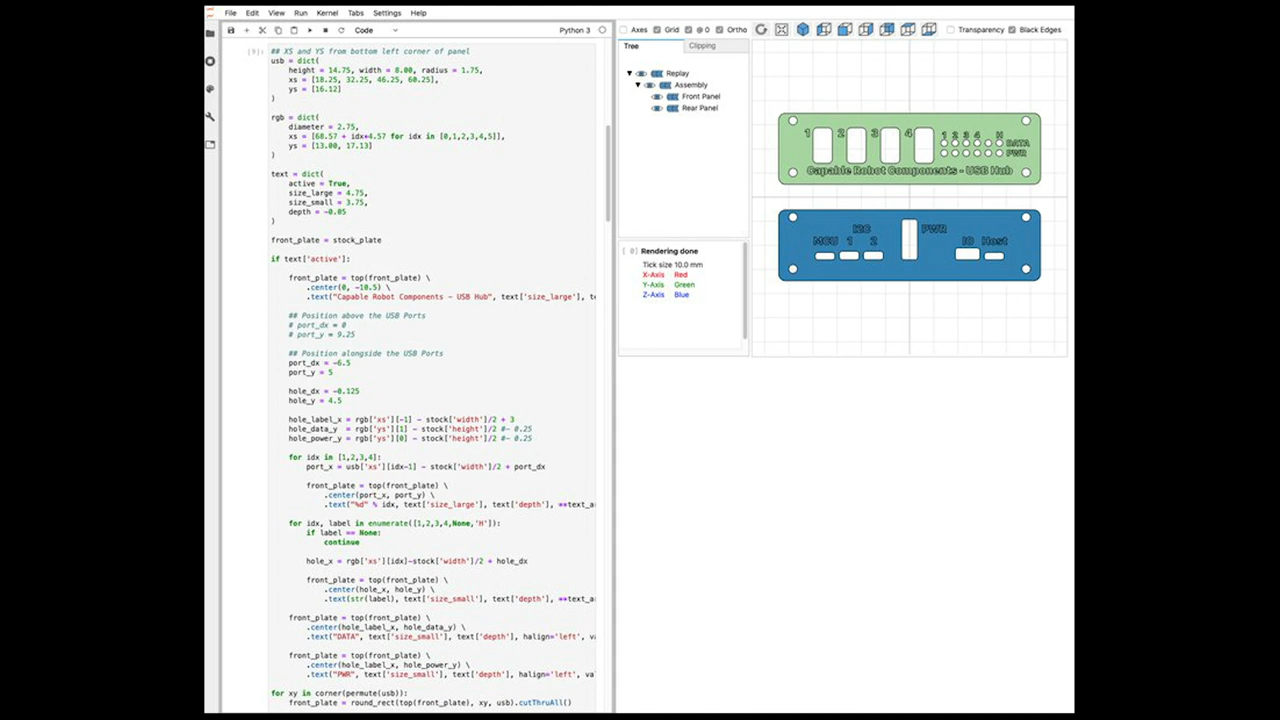 File Edit View Run Kernel Tabs Settings Help
Code
Python 3
[9]:
## XS and YS from bottom left corner of panel
usb = dict(
height = 14.75, width = 8.00, radius = 1.75,
xs = [18.25, 32.25, 46.25, 60.25],
ys = [16.12]
)
rgb = dict(
diameter = 2.75,
xs = [68.57 + idx*4.57 for idx in [0,1,2,3,4,5]],
ys = [13.00, 17.13]
)
text = dict(
active = True,
size_large = 4.75,
size_small = 3.75,
depth = -0.05
)
front_plate = stock_plate
if text['active']:
front_plate = top(front_plate) \
.center(0, -10.5) \
.text("Capable Robot Components - USB Hub", text['size_large'], te
## Position above the USB Ports
# port_dx = 0
# port_y = 9.25
## Position alongside the USB Ports
port_dx = -6.5
port_y = 5
hole_dx = -0.125
hole_y = 4.5
hole_label_x = rgb['xs'][-1] - stock['width']/2 + 3
hole_data_y = rgb['ys'][1] - stock['height']/2 #- 0.25
hole_power_y = rgb['ys'][0] - stock['height']/2 #- 0.25
for idx in [1,2,3,4]:
port_x = usb['xs'][idx-1] - stock['width']/2 + port_dx
front_plate = top(front_plate) \
.center(port_x, port_y) \
.text("%d" % idx, text['size_large'], text['depth'], **text_a
for idx, label in enumerate([1,2,3,4,None,'H']):
if label == None:
continue
hole_x = rgb['xs'][idx]-stock['width']/2 + hole_dx
front_plate = top(front_plate) \
.center(hole_x, hole_y) \
.text(str(label), text['size_small'], text['depth'], **text_a
front_plate = top(front_plate) \
.center(hole_label_x, hole_data_y) \
.text("DATA", text['size_small'], text['depth'], halign='left', va
front_plate = top(front_plate) \
.center(hole_label_x, hole_power_y) \
.text("PWR", text['size_small'], text['depth'], halign='left', va
for xy in corner(permute(usb)):
front_plate = round_rect(top(front_plate), xy, usb).cutThruAll()
Axes Grid @ 0 Ortho Transparency Black Edges
Tree Clipping
Replay
Assembly
Front Panel
Rear Panel
[ 0] Rendering done
Tick size 10.0 mm
X-Axis Red
Y-Axis Green
Z-Axis Blue
1 2 3 4 1 2 3 4 H
DATA
PWR
Capable Robot Components - USB Hub
I2C PWR
MCU 1 2 IO Host